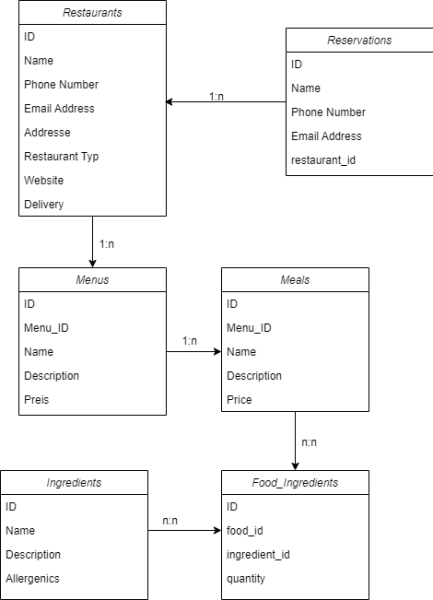 Restaurants
ID
Name
Phone Number
Email Address
Addresse
Restaurant Typ
Website
Delivery
Reservations
ID
Name
Phone Number
Email Address
restaurant_id
1:n
1:n
Menus
ID
Menu_ID
Name
Description
Preis
1:n
Meals
ID
Menu_ID
Name
Description
Price
n:n
Ingredients
ID
Name
Description
Allergenics
n:n
Food_Ingredients
ID
food_id
ingredient_id
quantity